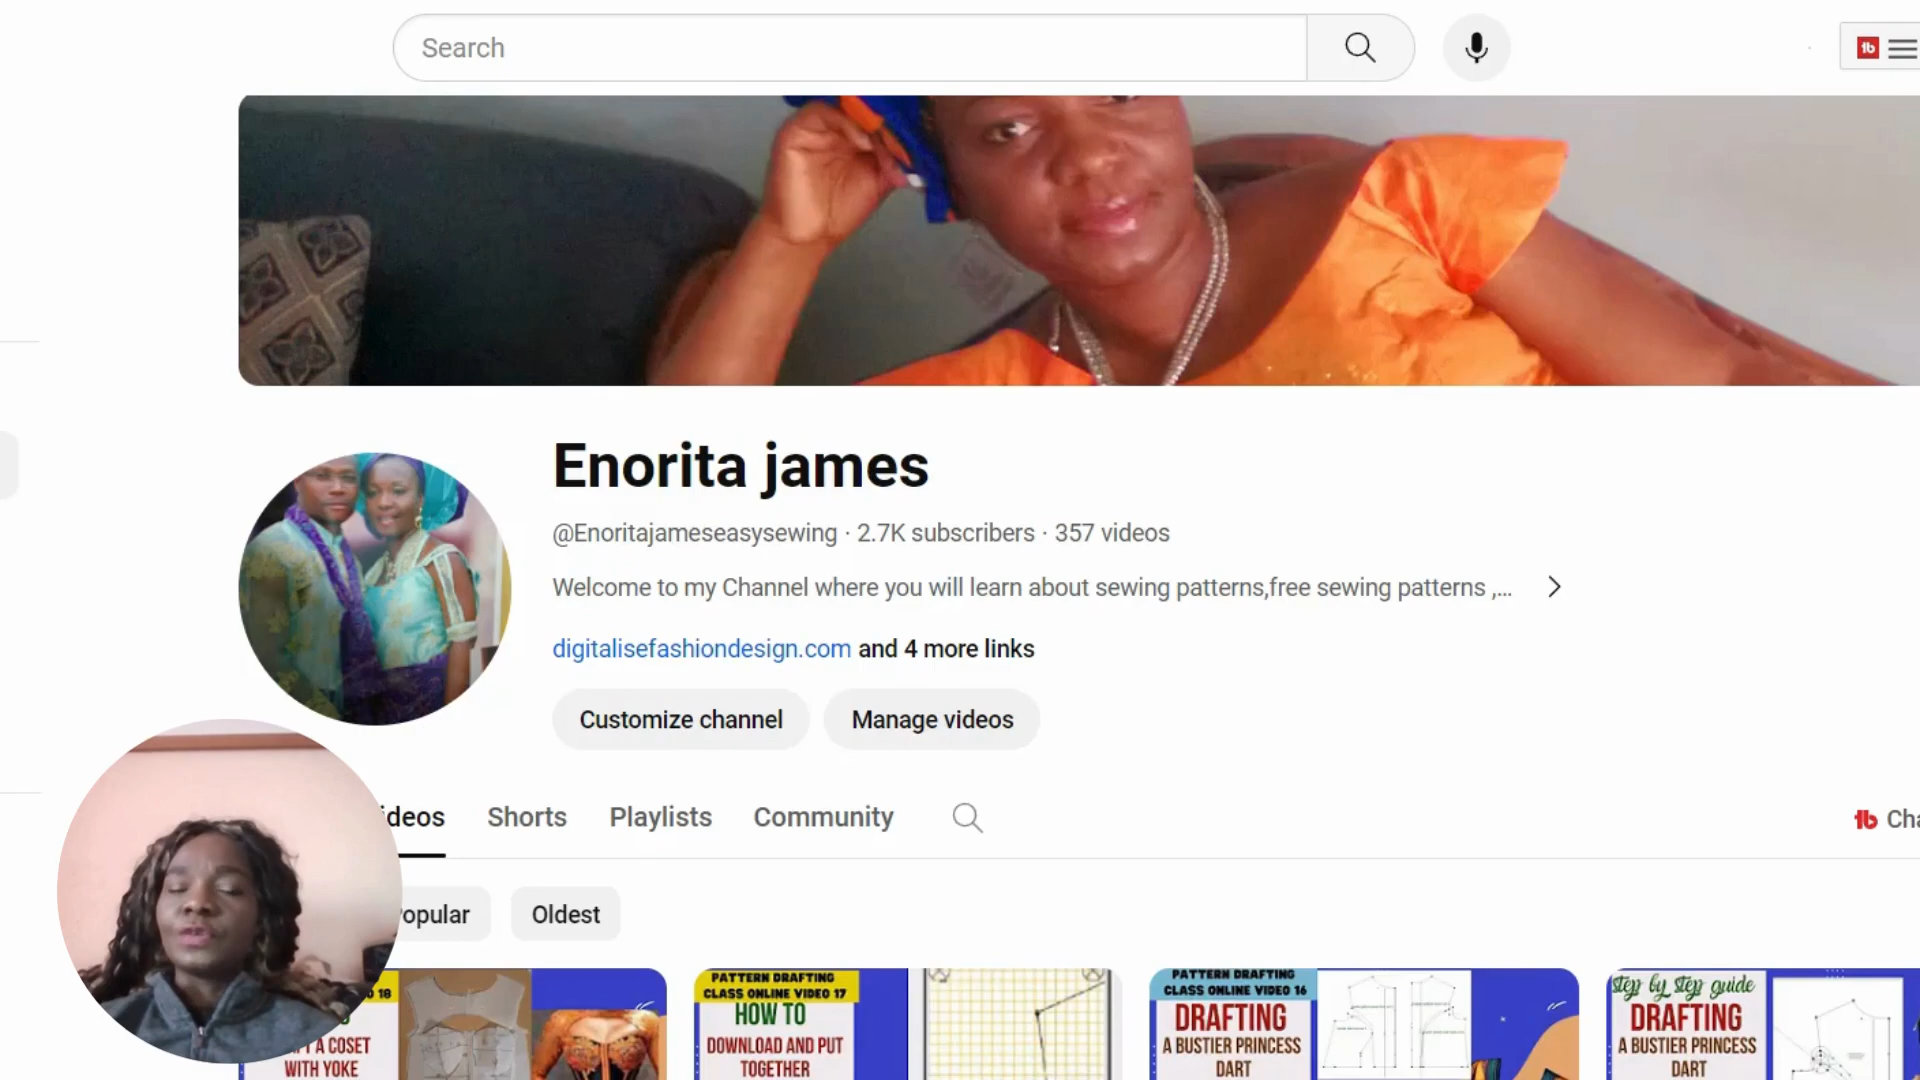 Search
Enorita james
@Enoritajameseasysewing · 2.7K subscribers · 357 videos
Welcome to my Channel where you will learn about sewing patterns,free sewing patterns ,...
digitalisefashiondesign.com and 4 more links
Customize channel
Manage videos
ideos
Shorts
Playlists
Community
Cha
opular
Oldest
O 18
A COSET
WITH YOKE
PATTERN DRAFTING
CLASS ONLINE VIDEO 17
HOW TO
DOWNLOAD AND PUT
TOGETHER
PATTERN DRAFTING
CLASS ONLINE VIDEO 16
DRAFTING
A BUSTIER PRINCESS
DART
step by step guide
DRAFTING
A BUSTIER PRINCESS
DART